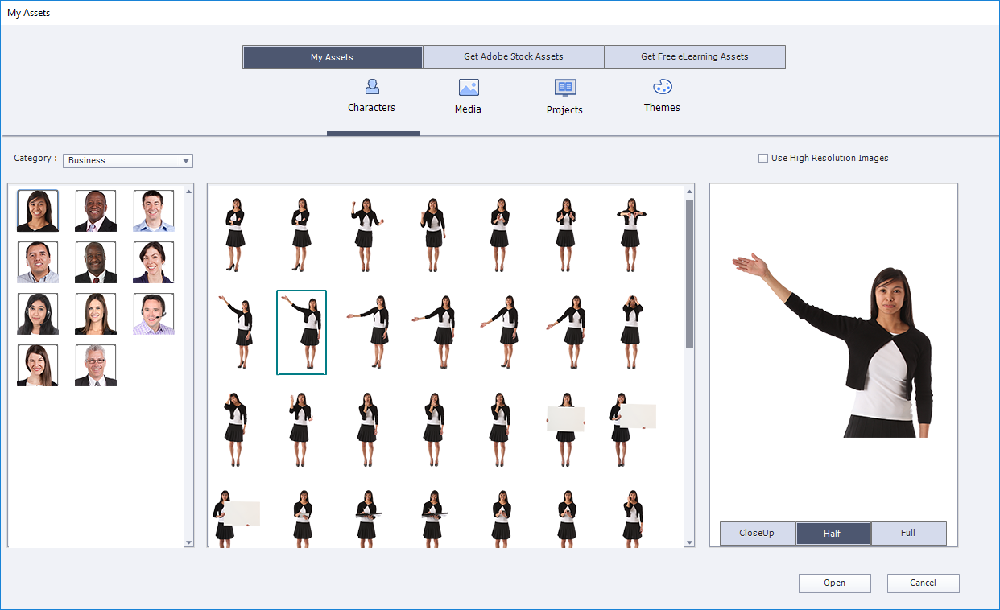 My Assets
My Assets
Get Adobe Stock Assets
Get Free eLearning Assets
Characters
Media
Projects
Themes
Category :
Business
Use High Resolution Images
CloseUp
Half
Full
Open
Cancel